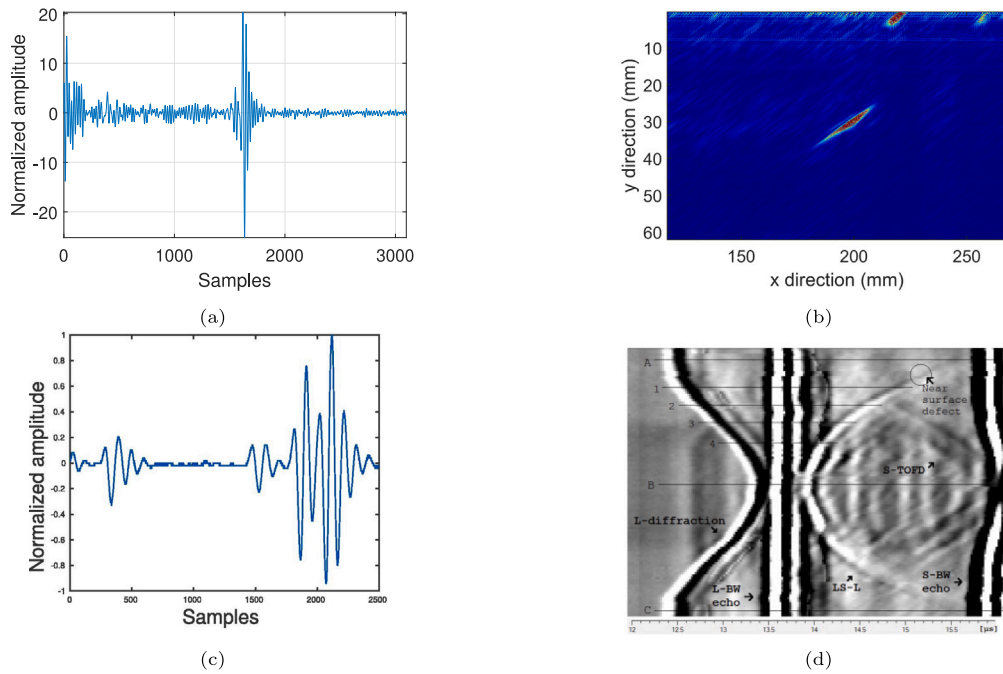 20
10
0
-10
-20
Normalized amplitude
0 1000 2000 3000
Samples
(a)
10
20
30
40
50
60
y direction (mm)
150 200 250
x direction (mm)
(b)
1
0.8
0.6
0.4
0.2
0
-0.2
-0.4
-0.6
-0.8
-1
Normalized amplitude
0 500 1000 1500 2000 2500
Samples
(c)
A
1
2
3
4
B
C
Near
surface
defect
S-TOFD
L-diffraction
L-BW
echo
LS-L
S-BW
echo
12 12.5 13 13.5 14 14.5 15 15.5 [µs]
(d)